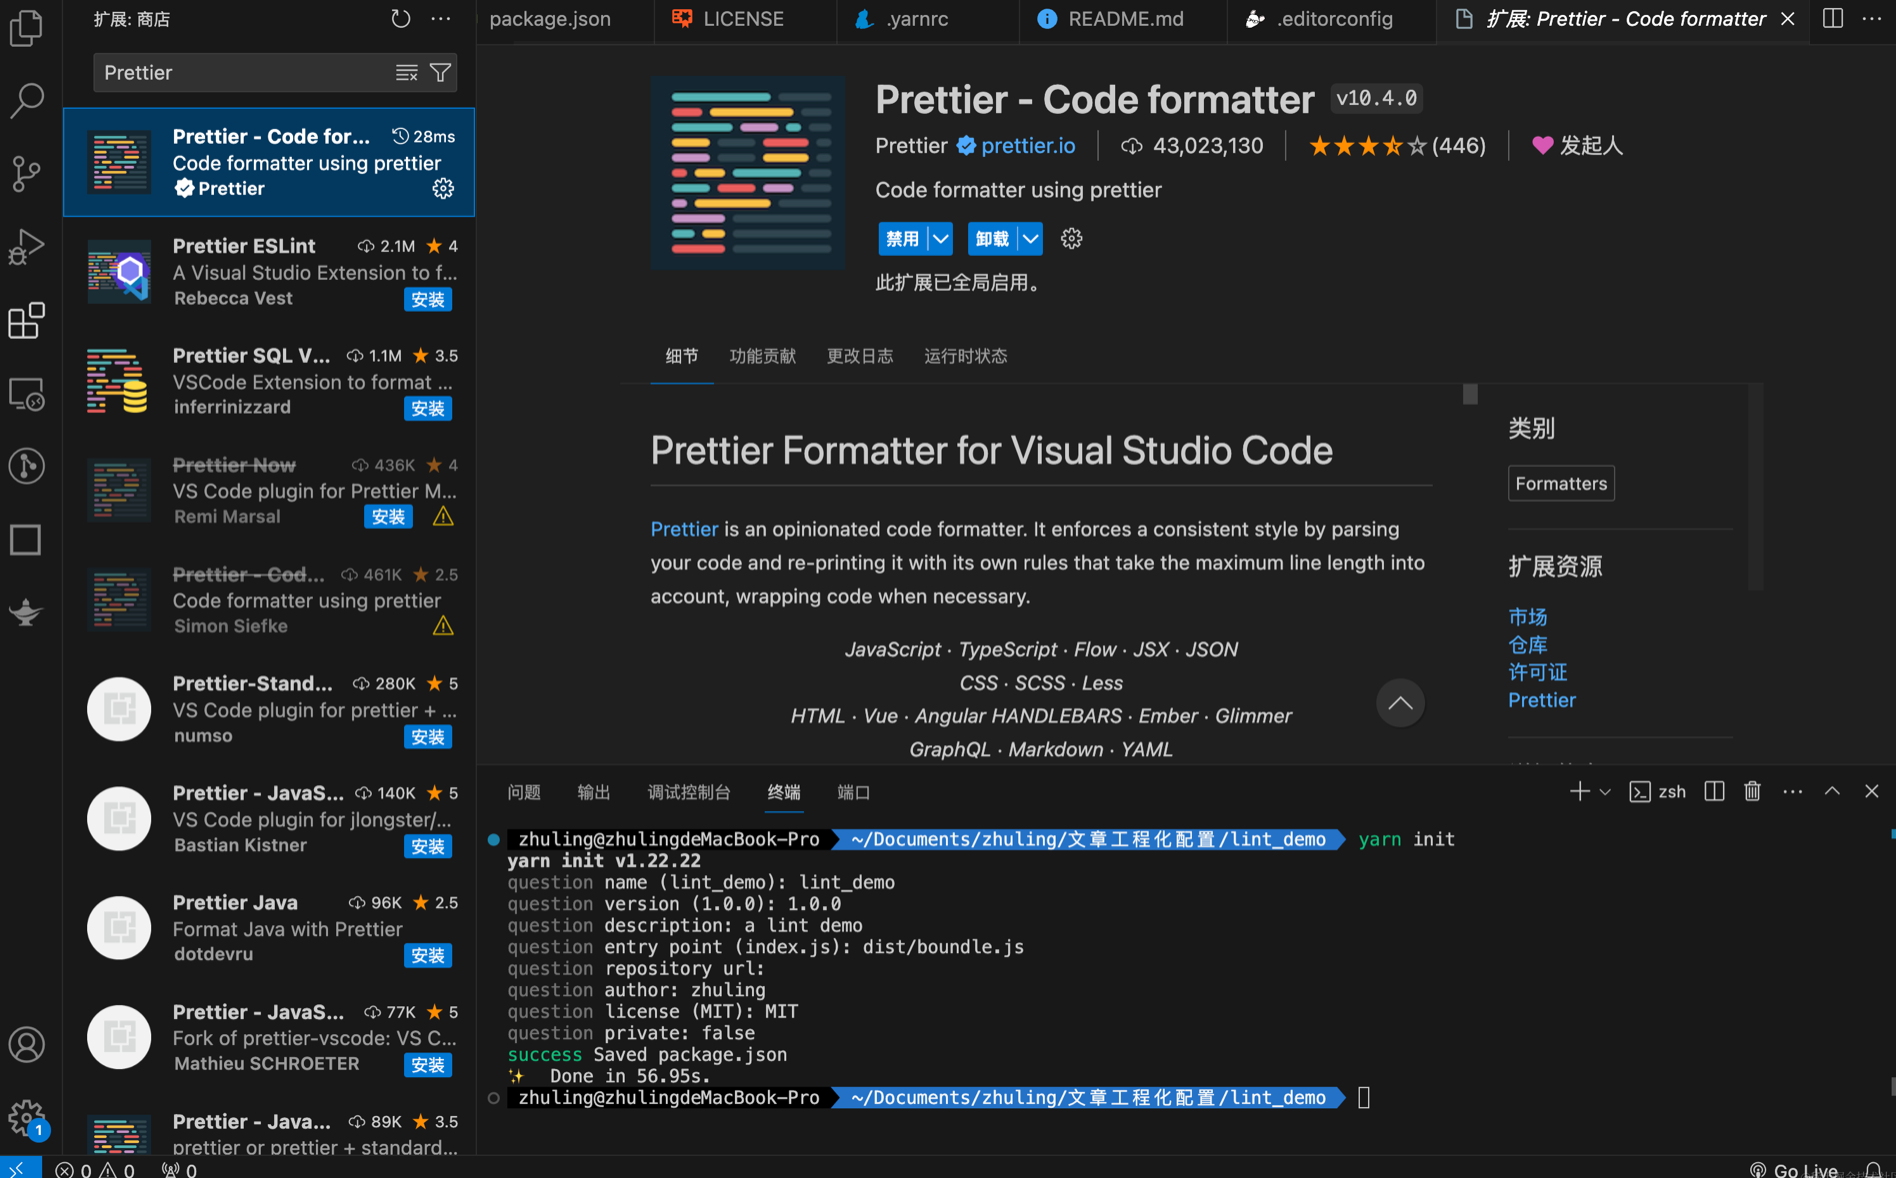 扩展: 商店
Prettier
Prettier - Code for... 28ms
Code formatter using prettier
Prettier
Prettier ESLint 2.1M ★ 4
A Visual Studio Extension to f...
Rebecca Vest 安装
Prettier SQL V... 1.1M ★ 3.5
VSCode Extension to format ...
inferrinizzard 安装
Prettier Now 436K ★ 4
VS Code plugin for Prettier M...
Remi Marsal 安装
Prettier - Cod... 461K ★ 2.5
Code formatter using prettier
Simon Siefke
Prettier-Stand... 280K ★ 5
VS Code plugin for prettier + ...
numso 安装
Prettier - JavaS... 140K ★ 5
VS Code plugin for jlongster/...
Bastian Kistner 安装
Prettier Java 96K ★ 2.5
Format Java with Prettier
dotdevru 安装
Prettier - JavaS... 77K ★ 5
Fork of prettier-vscode: VS C...
Mathieu SCHROETER 安装
Prettier - Java... 89K ★ 3.5
prettier or prettier + standard...
1
package.json LICENSE .yarnrc README.md .editorconfig 扩展: Prettier - Code formatter
Prettier - Code formatter v10.4.0
Prettier prettier.io 43,023,130 (446) 发起人
Code formatter using prettier
禁用 卸载
此扩展已全局启用。
细节 功能贡献 更改日志 运行时状态
Prettier Formatter for Visual Studio Code
Prettier is an opinionated code formatter. It enforces a consistent style by parsing
your code and re-printing it with its own rules that take the maximum line length into
account, wrapping code when necessary.
JavaScript · TypeScript · Flow · JSX · JSON
CSS · SCSS · Less
HTML · Vue · Angular HANDLEBARS · Ember · Glimmer
GraphQL · Markdown · YAML
类别
Formatters
扩展资源
市场
仓库
许可证
Prettier
问题 输出 调试控制台 终端 端口 zsh
zhuling@zhulingdeMacBook-Pro ~/Documents/zhuling/文章工程化配置/lint_demo yarn init
yarn init v1.22.22
question name (lint_demo): lint_demo
question version (1.0.0): 1.0.0
question description: a lint demo
question entry point (index.js): dist/boundle.js
question repository url:
question author: zhuling
question license (MIT): MIT
question private: false
success Saved package.json
✨ Done in 56.95s.
zhuling@zhulingdeMacBook-Pro ~/Documents/zhuling/文章工程化配置/lint_demo
0 0 0 Go Live